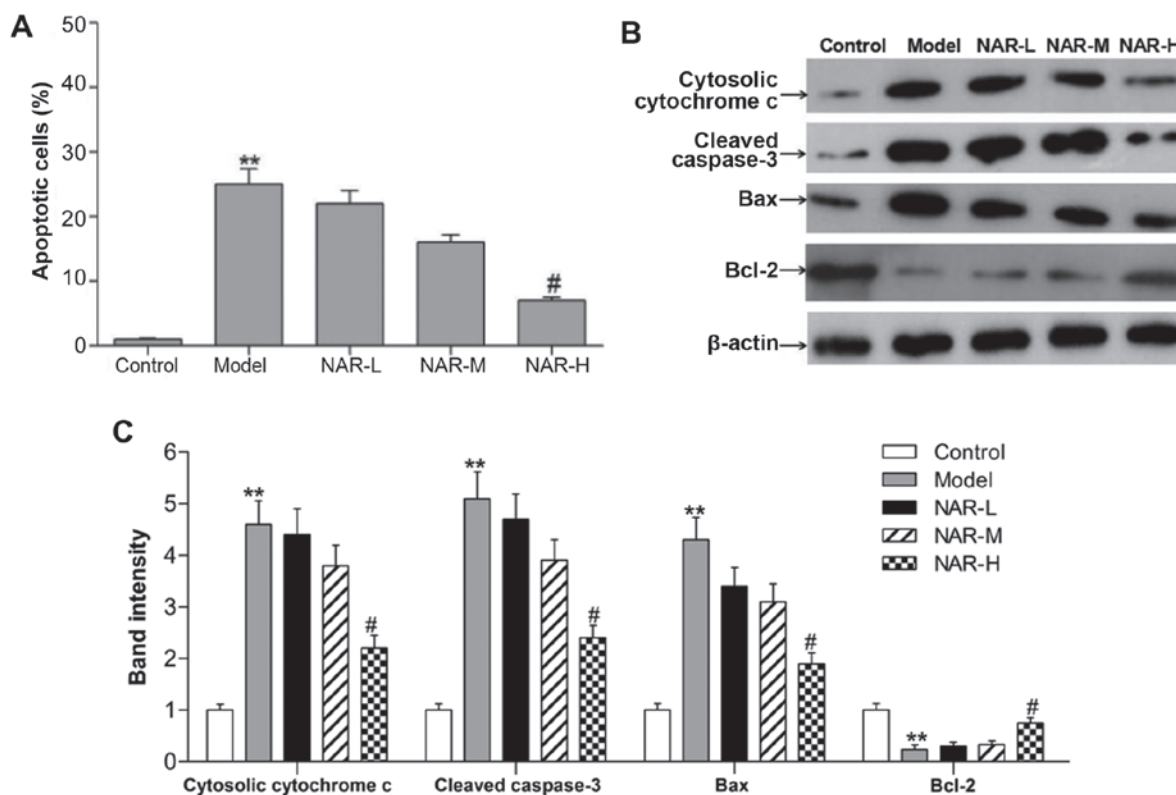 A
Apoptotic cells (%)
50
40
30
20
10
0
**
#
Control Model NAR-L NAR-M NAR-H
B
Control Model NAR-L NAR-M NAR-H
Cytosolic
cytochrome c
Cleaved
caspase-3
Bax
Bcl-2
β-actin
C
Band intensity
6
5
4
3
2
1
0
**
#
**
#
**
#
**
#
Control
Model
NAR-L
NAR-M
NAR-H
Cytosolic cytochrome c Cleaved caspase-3 Bax Bcl-2